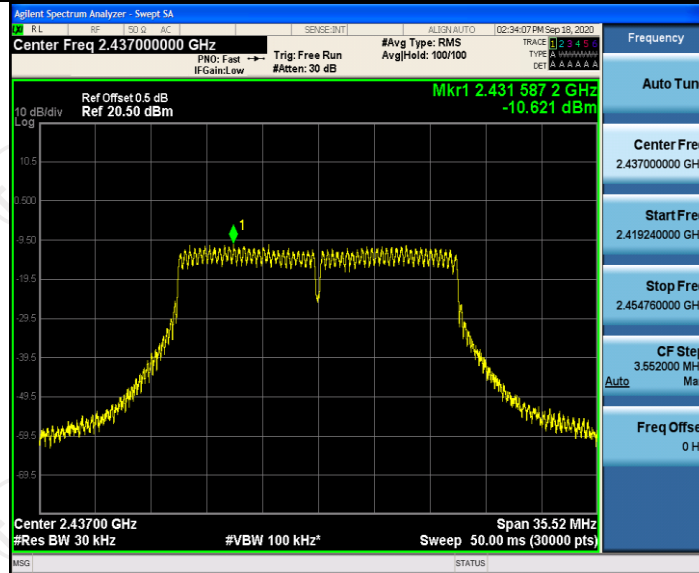 Agilent Spectrum Analyzer - Swept SA
RL RF 50 Ω AC SENSE:INT ALIGN AUTO 02:34:07 PM Sep 18, 2020
Center Freq 2.437000000 GHz
PNO: Fast
IFGain:Low
Trig: Free Run
#Atten: 30 dB
#Avg Type: RMS
Avg|Hold: 100/100
TRACE 1 2 3 4 5 6
TYPE A
DET A A A A A A
Ref Offset 0.5 dB
10 dB/div Ref 20.50 dBm
Log
Mkr1 2.431 587 2 GHz
-10.621 dBm
1
10.5
0.500
-9.50
-19.5
-29.5
-39.5
-49.5
-59.5
-69.5
Center 2.43700 GHz Span 35.52 MHz
#Res BW 30 kHz #VBW 100 kHz* Sweep 50.00 ms (30000 pts)
MSG STATUS
Frequency
Auto Tun
Center Fre
2.437000000 GH
Start Fre
2.419240000 GH
Stop Fre
2.454760000 GH
CF Ste
3.552000 MH
Auto Ma
Freq Offse
0 H